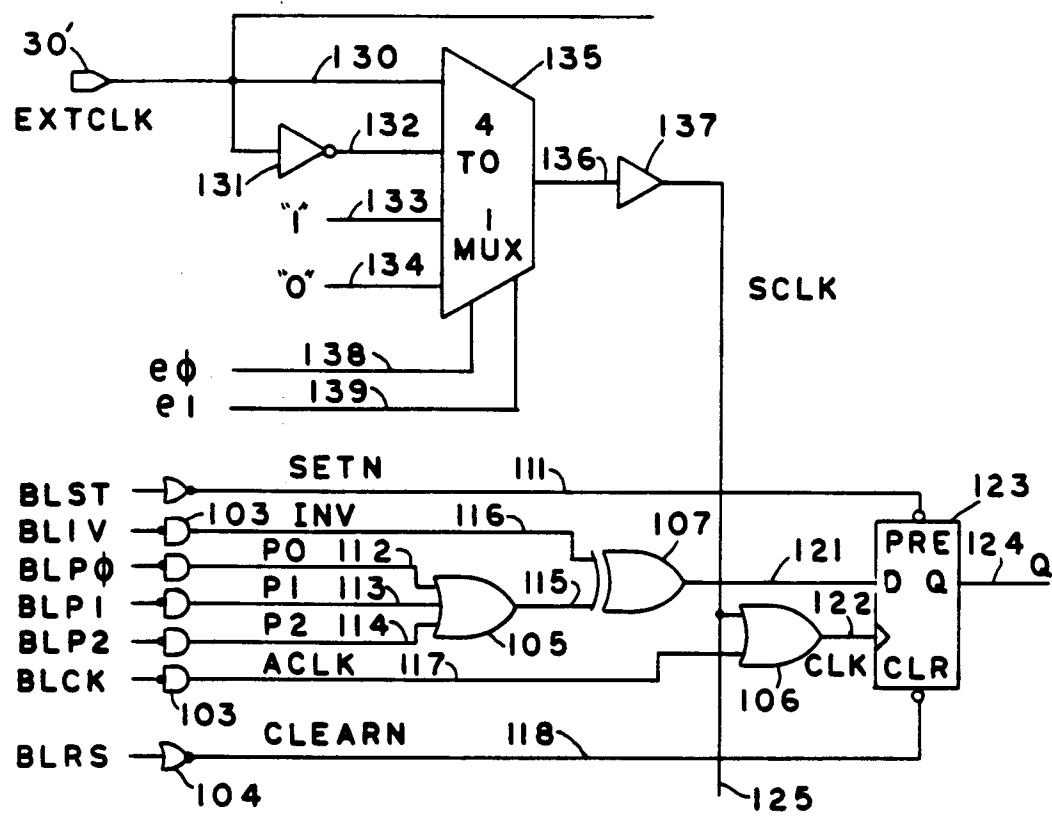 30'
130
135
EXTCLK
132
4
TO
1
MUX
137
136
131
"1"
133
"0"
134
SCLK
138
eϕ
139
e1
SETN
111
123
BLST
103
INV
116
107
PRE
124
Q
BLIV
P0
112
121
BLPϕ
P1
113
115
D
Q
BLP1
122
P2
114
105
BLP2
ACLK
CLK
CLR
BLCK
117
106
103
CLEARN
118
BLRS
104
125